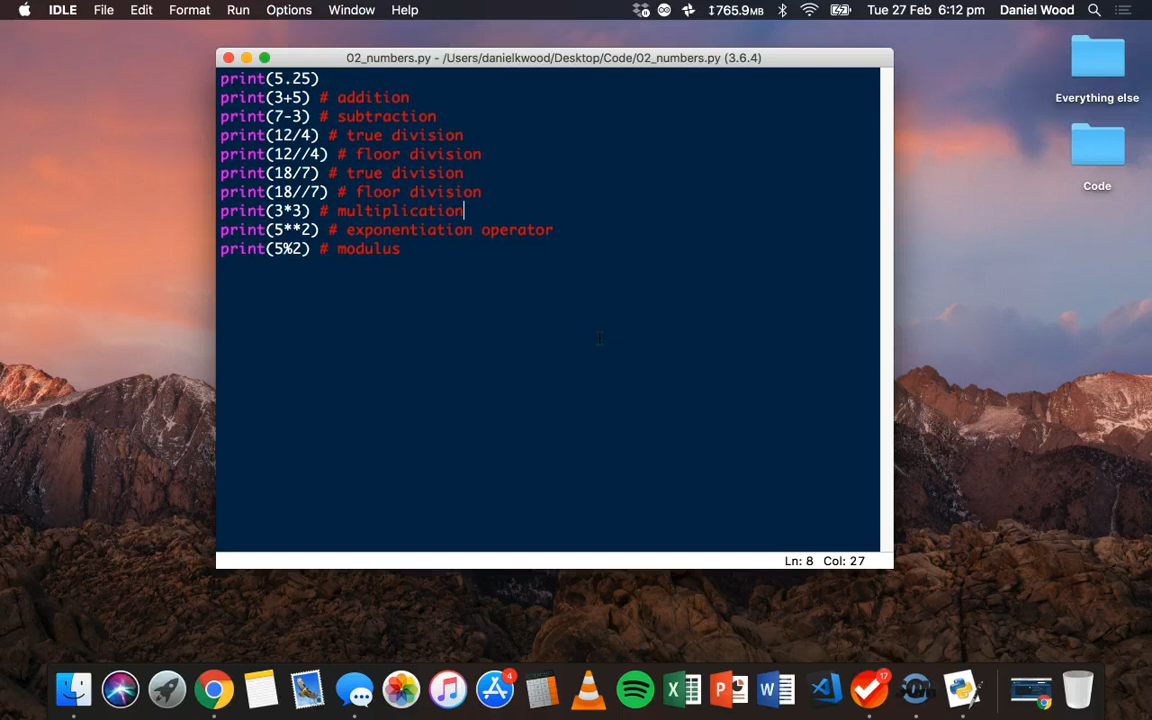 IDLE File Edit Format Run Options Window Help 765.9MB Tue 27 Feb 6:12 pm Daniel Wood
02_numbers.py - /Users/danielkwood/Desktop/Code/02_numbers.py (3.6.4)
print(5.25)
print(3+5) # addition
print(7-3) # subtraction
print(12/4) # true division
print(12//4) # floor division
print(18/7) # true division
print(18//7) # floor division
print(3*3) # multiplication
print(5**2) # exponentiation operator
print(5%2) # modulus
Ln: 8 Col: 27
Everything else
Code
4
17